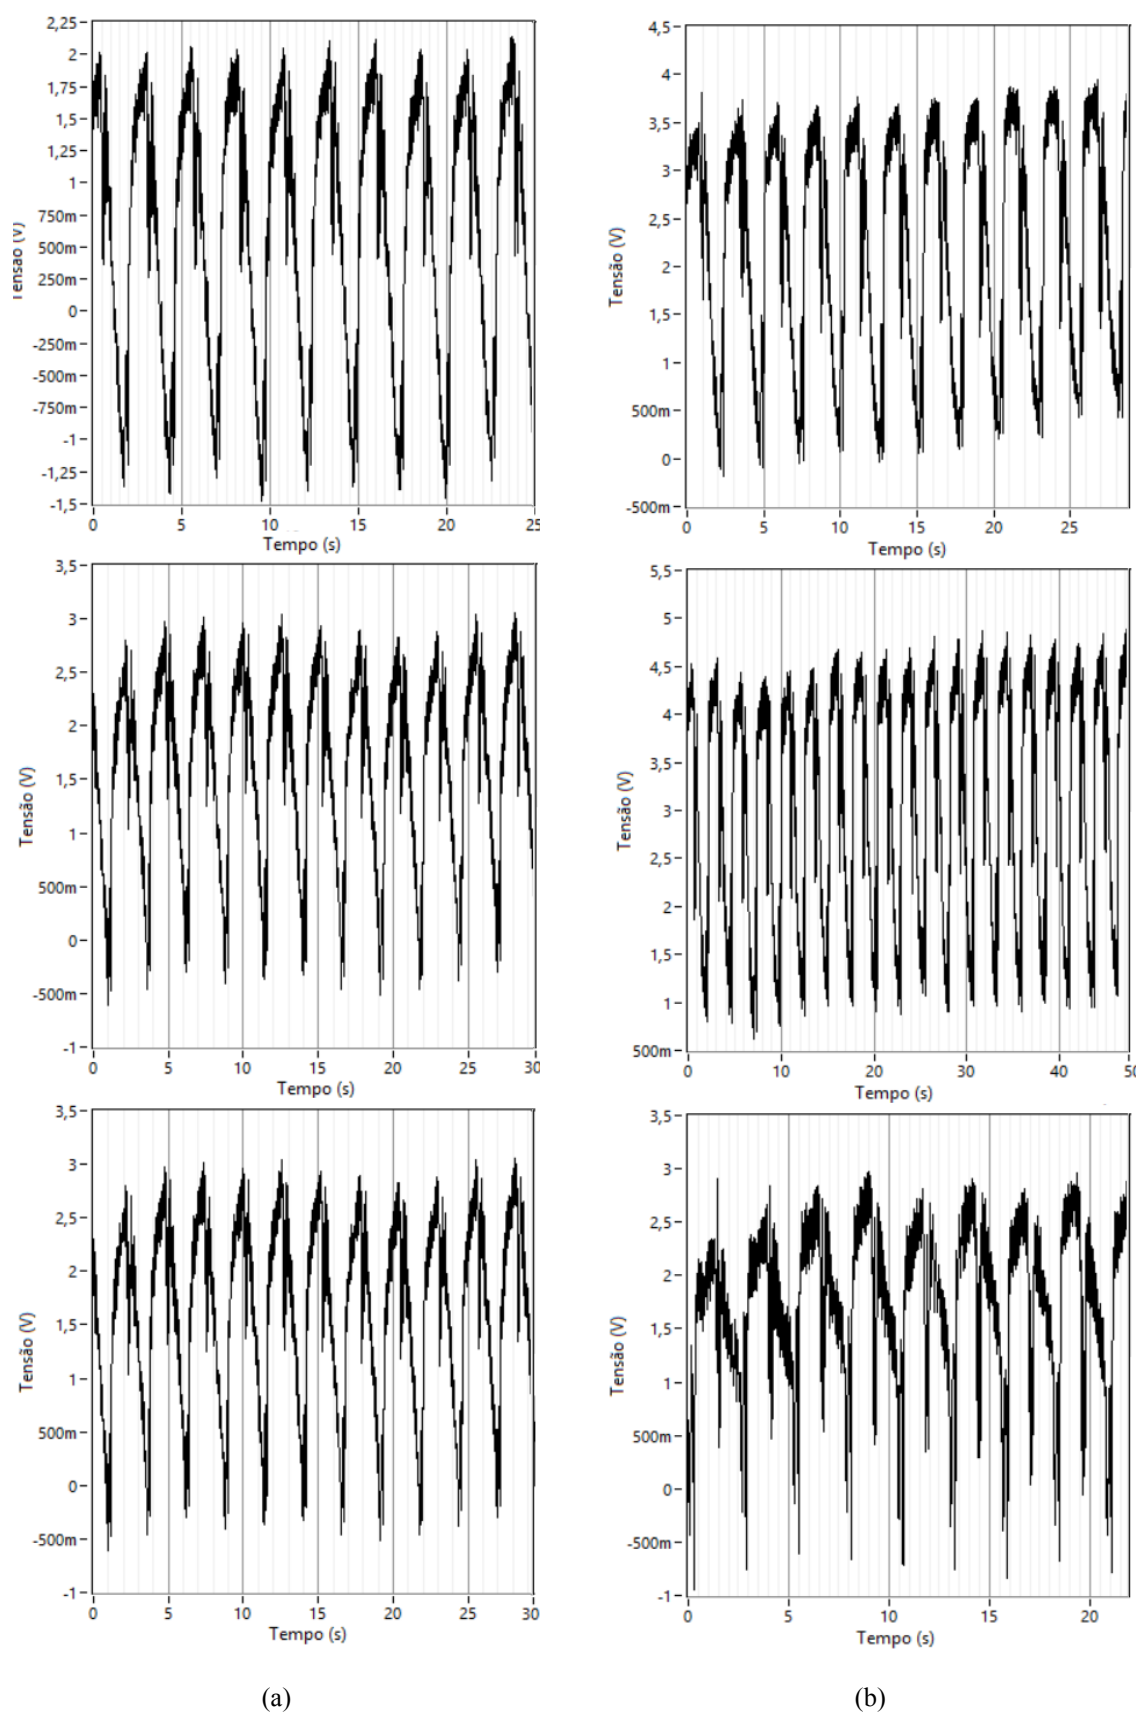 2,25
2
1,75
1,5
1,25
1
750m
500m
250m
0
-250m
-500m
-750m
-1
-1,25
-1,5
Tensão (V)
0 5 10 15 20 25
Tempo (s)
4,5
4
3,5
3
2,5
2
1,5
1
500m
0
-500m
Tensão (V)
0 5 10 15 20 25
Tempo (s)
3,5
3
2,5
2
1,5
1
500m
0
-500m
-1
Tensão (V)
0 5 10 15 20 25 30
Tempo (s)
5,5
5
4,5
4
3,5
3
2,5
2
1,5
1
500m
Tensão (V)
0 10 20 30 40 50
Tempo (s)
3,5
3
2,5
2
1,5
1
500m
0
-500m
-1
Tensão (V)
0 5 10 15 20 25 30
Tempo (s)
3,5
3
2,5
2
1,5
1
500m
0
-500m
-1
Tensão (V)
0 5 10 15 20
Tempo (s)
(a) (b)